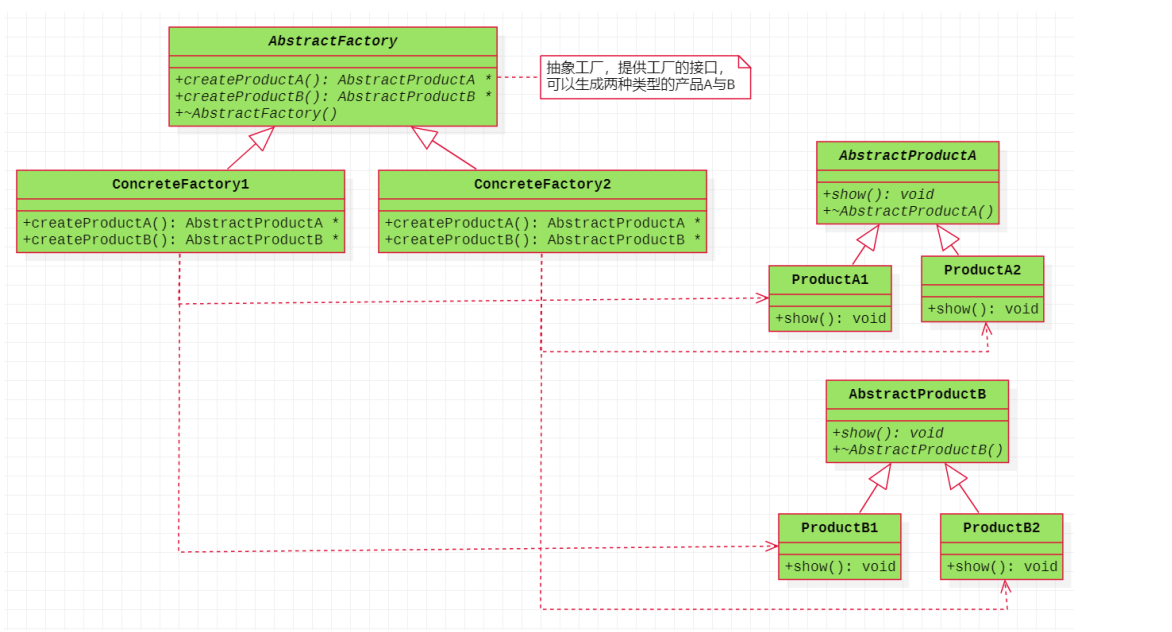 AbstractFactory
+createProductA(): AbstractProductA *
+createProductB(): AbstractProductB *
+~AbstractFactory()
抽象工厂，提供工厂的接口，
可以生成两种类型的产品A与B
ConcreteFactory1
+createProductA(): AbstractProductA *
+createProductB(): AbstractProductB *
ConcreteFactory2
+createProductA(): AbstractProductA *
+createProductB(): AbstractProductB *
AbstractProductA
+show(): void
+~AbstractProductA()
ProductA1
+show(): void
ProductA2
+show(): void
AbstractProductB
+show(): void
+~AbstractProductB()
ProductB1
+show(): void
ProductB2
+show(): void